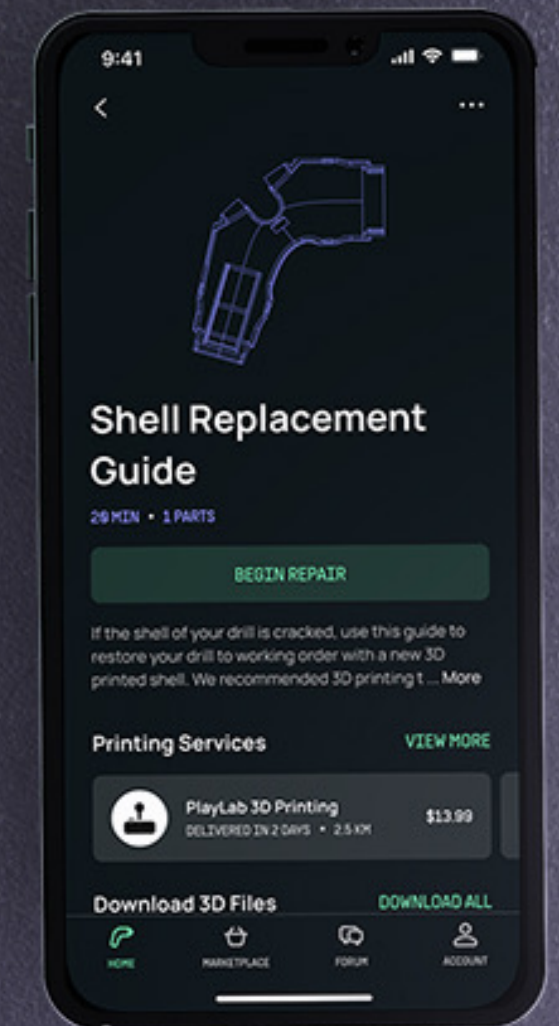 9:41
Shell Replacement
Guide
20 MIN • 1 PARTS
BEGIN REPAIR
If the shell of your drill is cracked, use this guide to
restore your drill to working order with a new 3D
printed shell. We recommended 3D printing t ... More
Printing Services VIEW MORE
PlayLab 3D Printing
DELIVERED IN 2 DAYS • 2.5 KM
$13.99
Download 3D Files DOWNLOAD ALL
HOME MARKETPLACE FORUM ACCOUNT